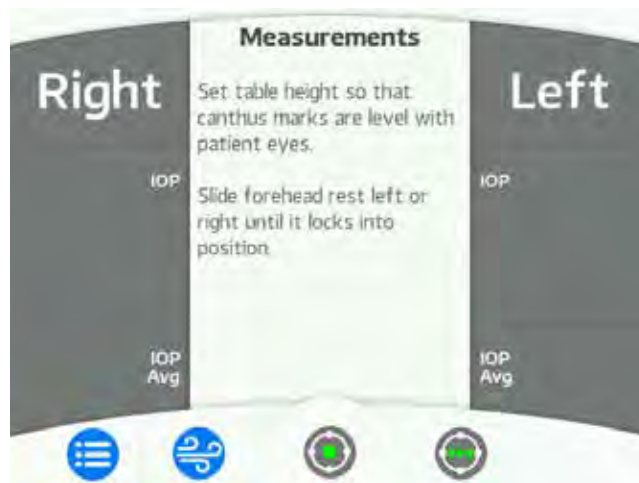 Measurements
Right
Left
Set table height so that
canthus marks are level with
patient eyes.
IOP
IOP
Slide forehead rest left or
right until it locks into
position
IOP
Avg
IOP
Avg